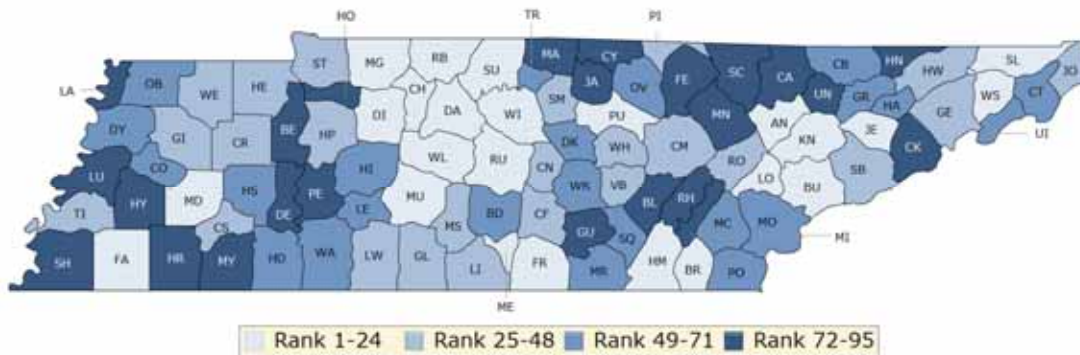 HO TR PI
ST MG RB SU MA CY FE SC CA CB HN HW SL JO
LA OB WE HE CH JA OV UN GR HA WS CT
DI DA WI SM PU MN AN KN JE GE
DY GI CR BE HP WL RU DK WH CM RO CK UI
CO HI CN LO BU SB
LU HY MD HS DE PE LE MU BD WR VB BL RH MC MO
TI CS MS CF GU SQ MI
SH FA HR MY HD WA LW GL LI FR MR HM BR PO
ME
Rank 1-24 Rank 25-48 Rank 49-71 Rank 72-95